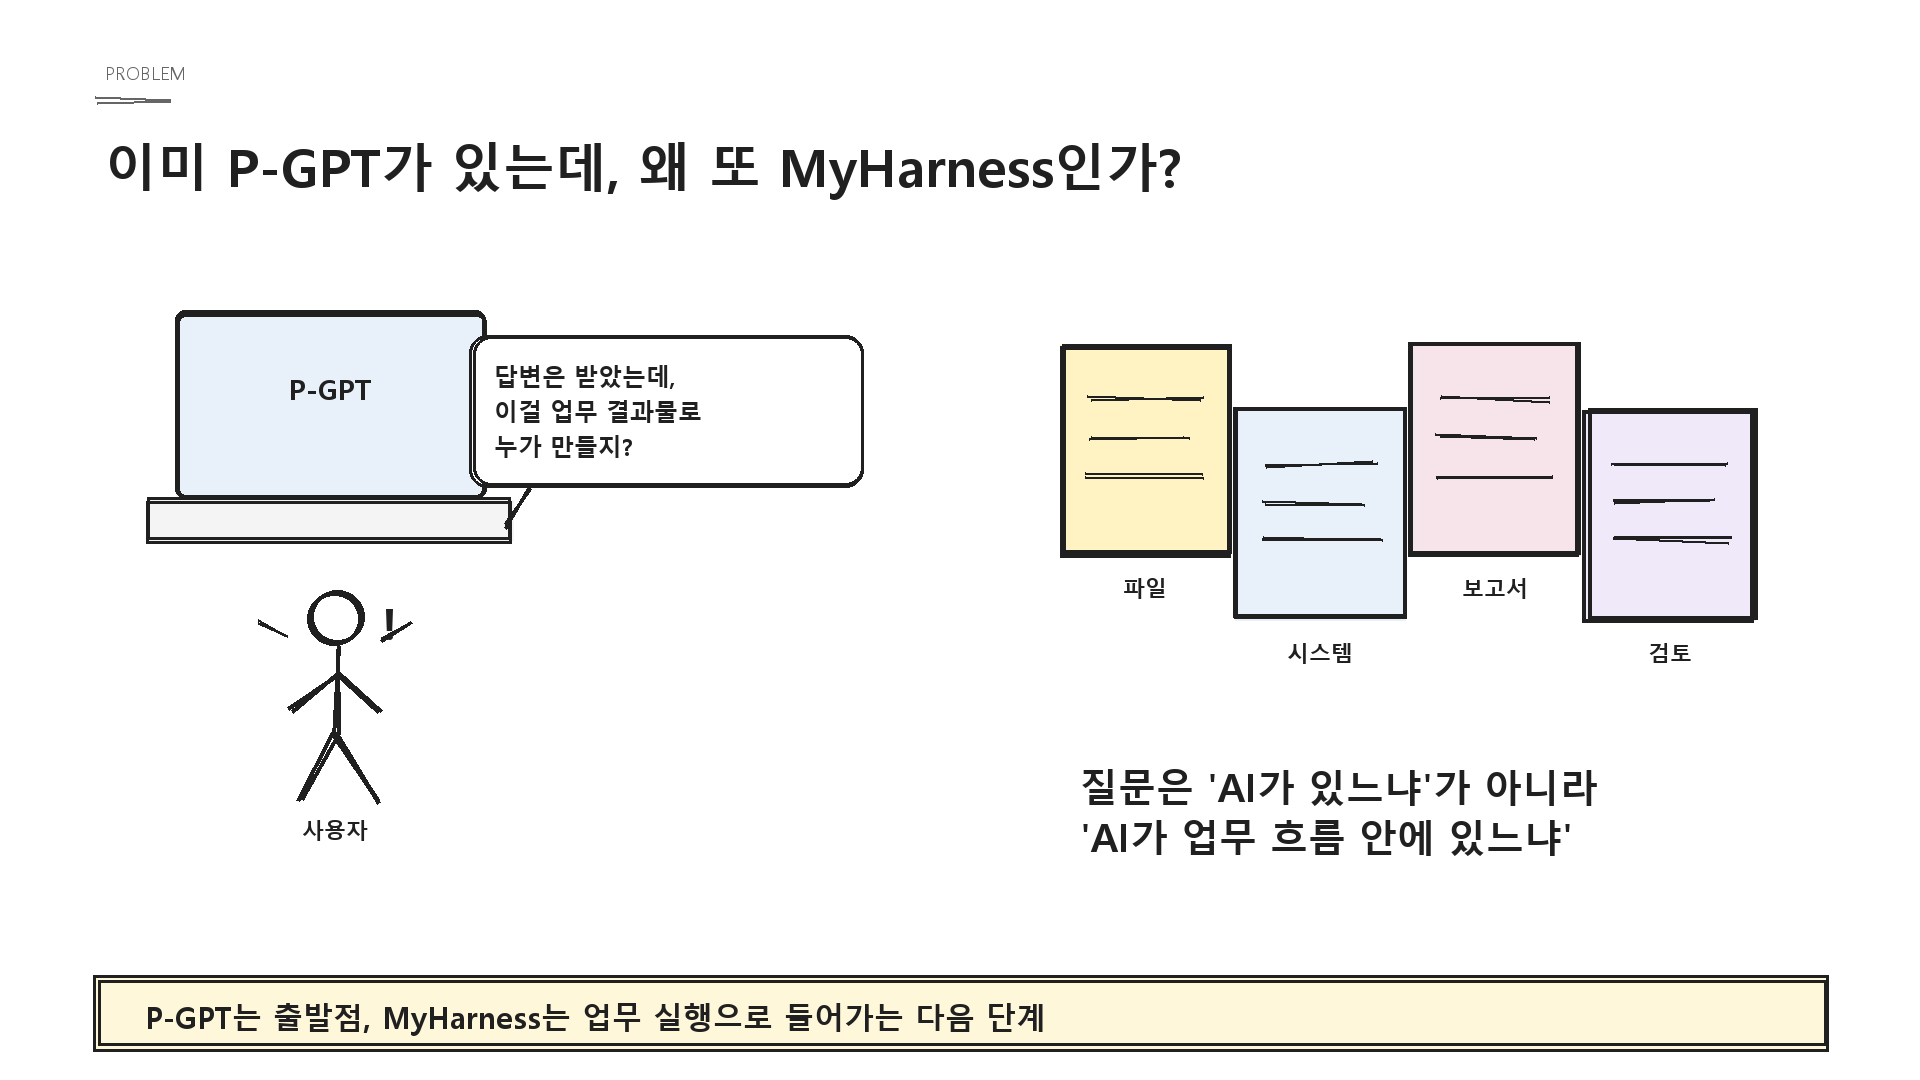 PROBLEM
이미 P-GPT가 있는데, 왜 또 MyHarness인가?
P-GPT
답변은 받았는데,
이걸 업무 결과물로
누가 만들지?
!
사용자
파일
시스템
보고서
검토
질문은 'AI가 있느냐'가 아니라
'AI가 업무 흐름 안에 있느냐'
P-GPT는 출발점, MyHarness는 업무 실행으로 들어가는 다음 단계